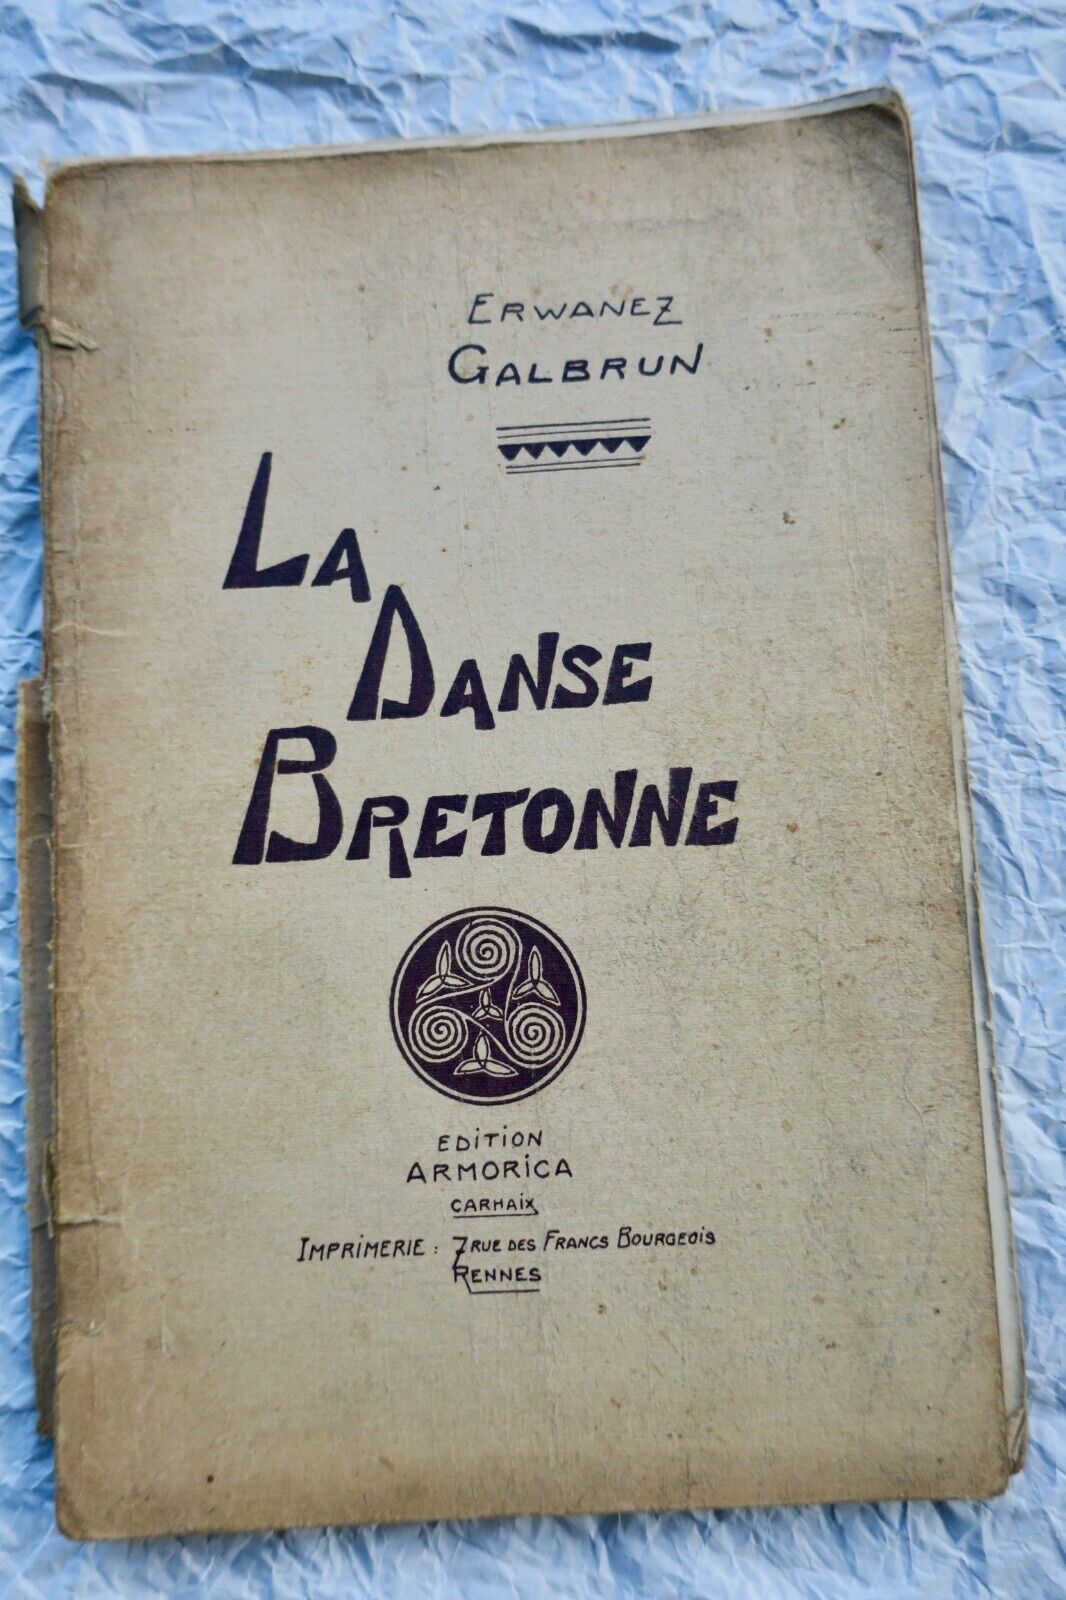 ERWANEZ
GALBRUN
LA
DANSE
BRETONNE
EDITION
ARMORICA
CARHAIX
IMPRIMERIE : 7 RUE DES FRANCS BOURGEOIS
RENNES